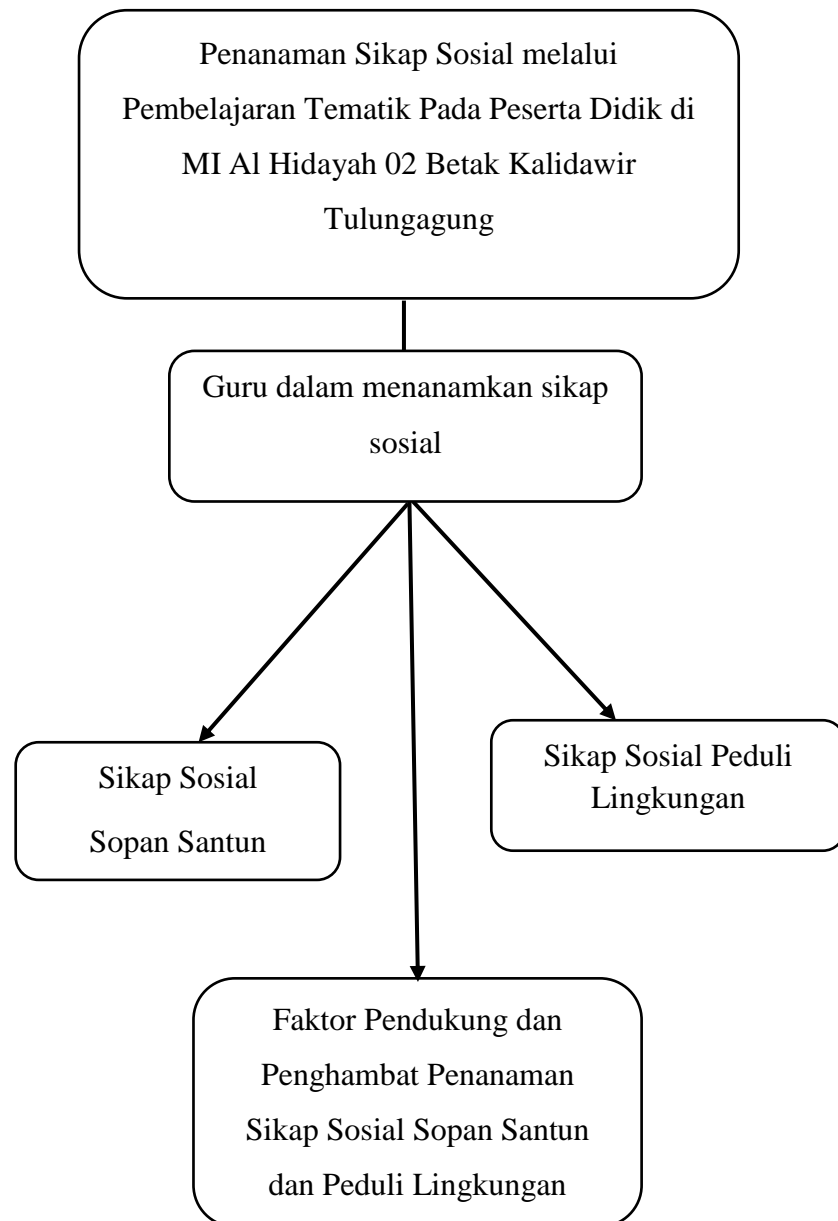 Penanaman Sikap Sosial melalui
Pembelajaran Tematik Pada Peserta Didik di
MI Al Hidayah 02 Betak Kalidawir
Tulungagung
Guru dalam menanamkan sikap
sosial
Sikap Sosial
Sopan Santun
Sikap Sosial Peduli
Lingkungan
Faktor Pendukung dan
Penghambat Penanaman
Sikap Sosial Sopan Santun
dan Peduli Lingkungan